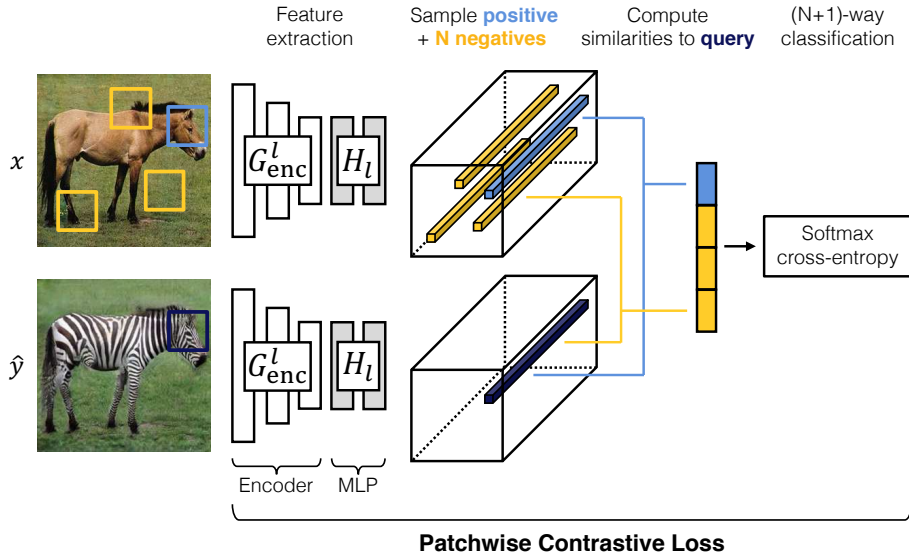 Feature
extraction
Sample positive
+ N negatives
Compute
similarities to query
(N+1)-way
classification
x
G^l_enc
H_l
Softmax
cross-entropy
ŷ
G^l_enc
H_l
Encoder
MLP
Patchwise Contrastive Loss